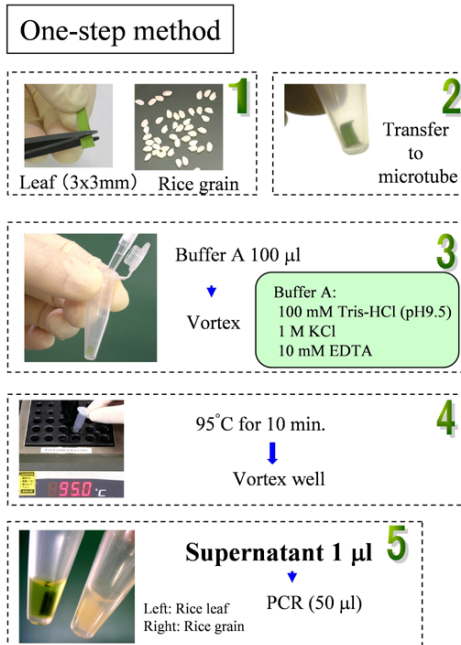 One-step method
1
Leaf (3x3mm)
Rice grain
2
Transfer
to
microtube
3
Buffer A 100 µl
Vortex
Buffer A:
100 mM Tris-HCl (pH9.5)
1 M KCl
10 mM EDTA
4
95°C for 10 min.
Vortex well
95.0 °C
5
Supernatant 1 µl
PCR (50 µl)
Left: Rice leaf
Right: Rice grain